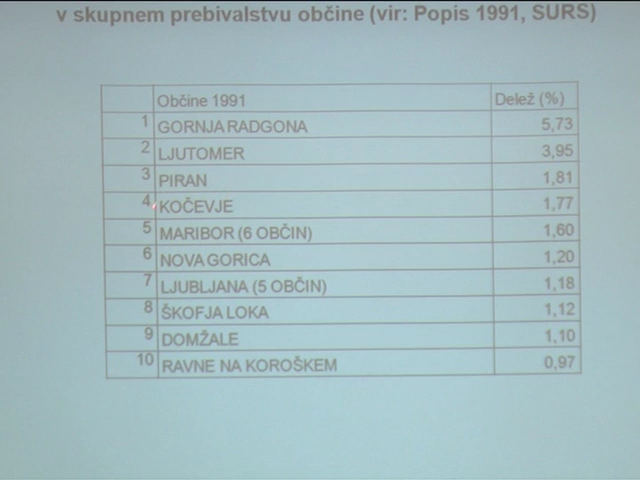 v skupnem prebivalstvu občine (vir: Popis 1991, SURS)
Občine 1991 Delež (%)
1 GORNJA RADGONA 5,73
2 LJUTOMER 3,95
3 PIRAN 1,81
4 KOČEVJE 1,77
5 MARIBOR (6 OBČIN) 1,60
6 NOVA GORICA 1,20
7 LJUBLJANA (5 OBČIN) 1,18
8 ŠKOFJA LOKA 1,12
9 DOMŽALE 1,10
10 RAVNE NA KOROŠKEM 0,97